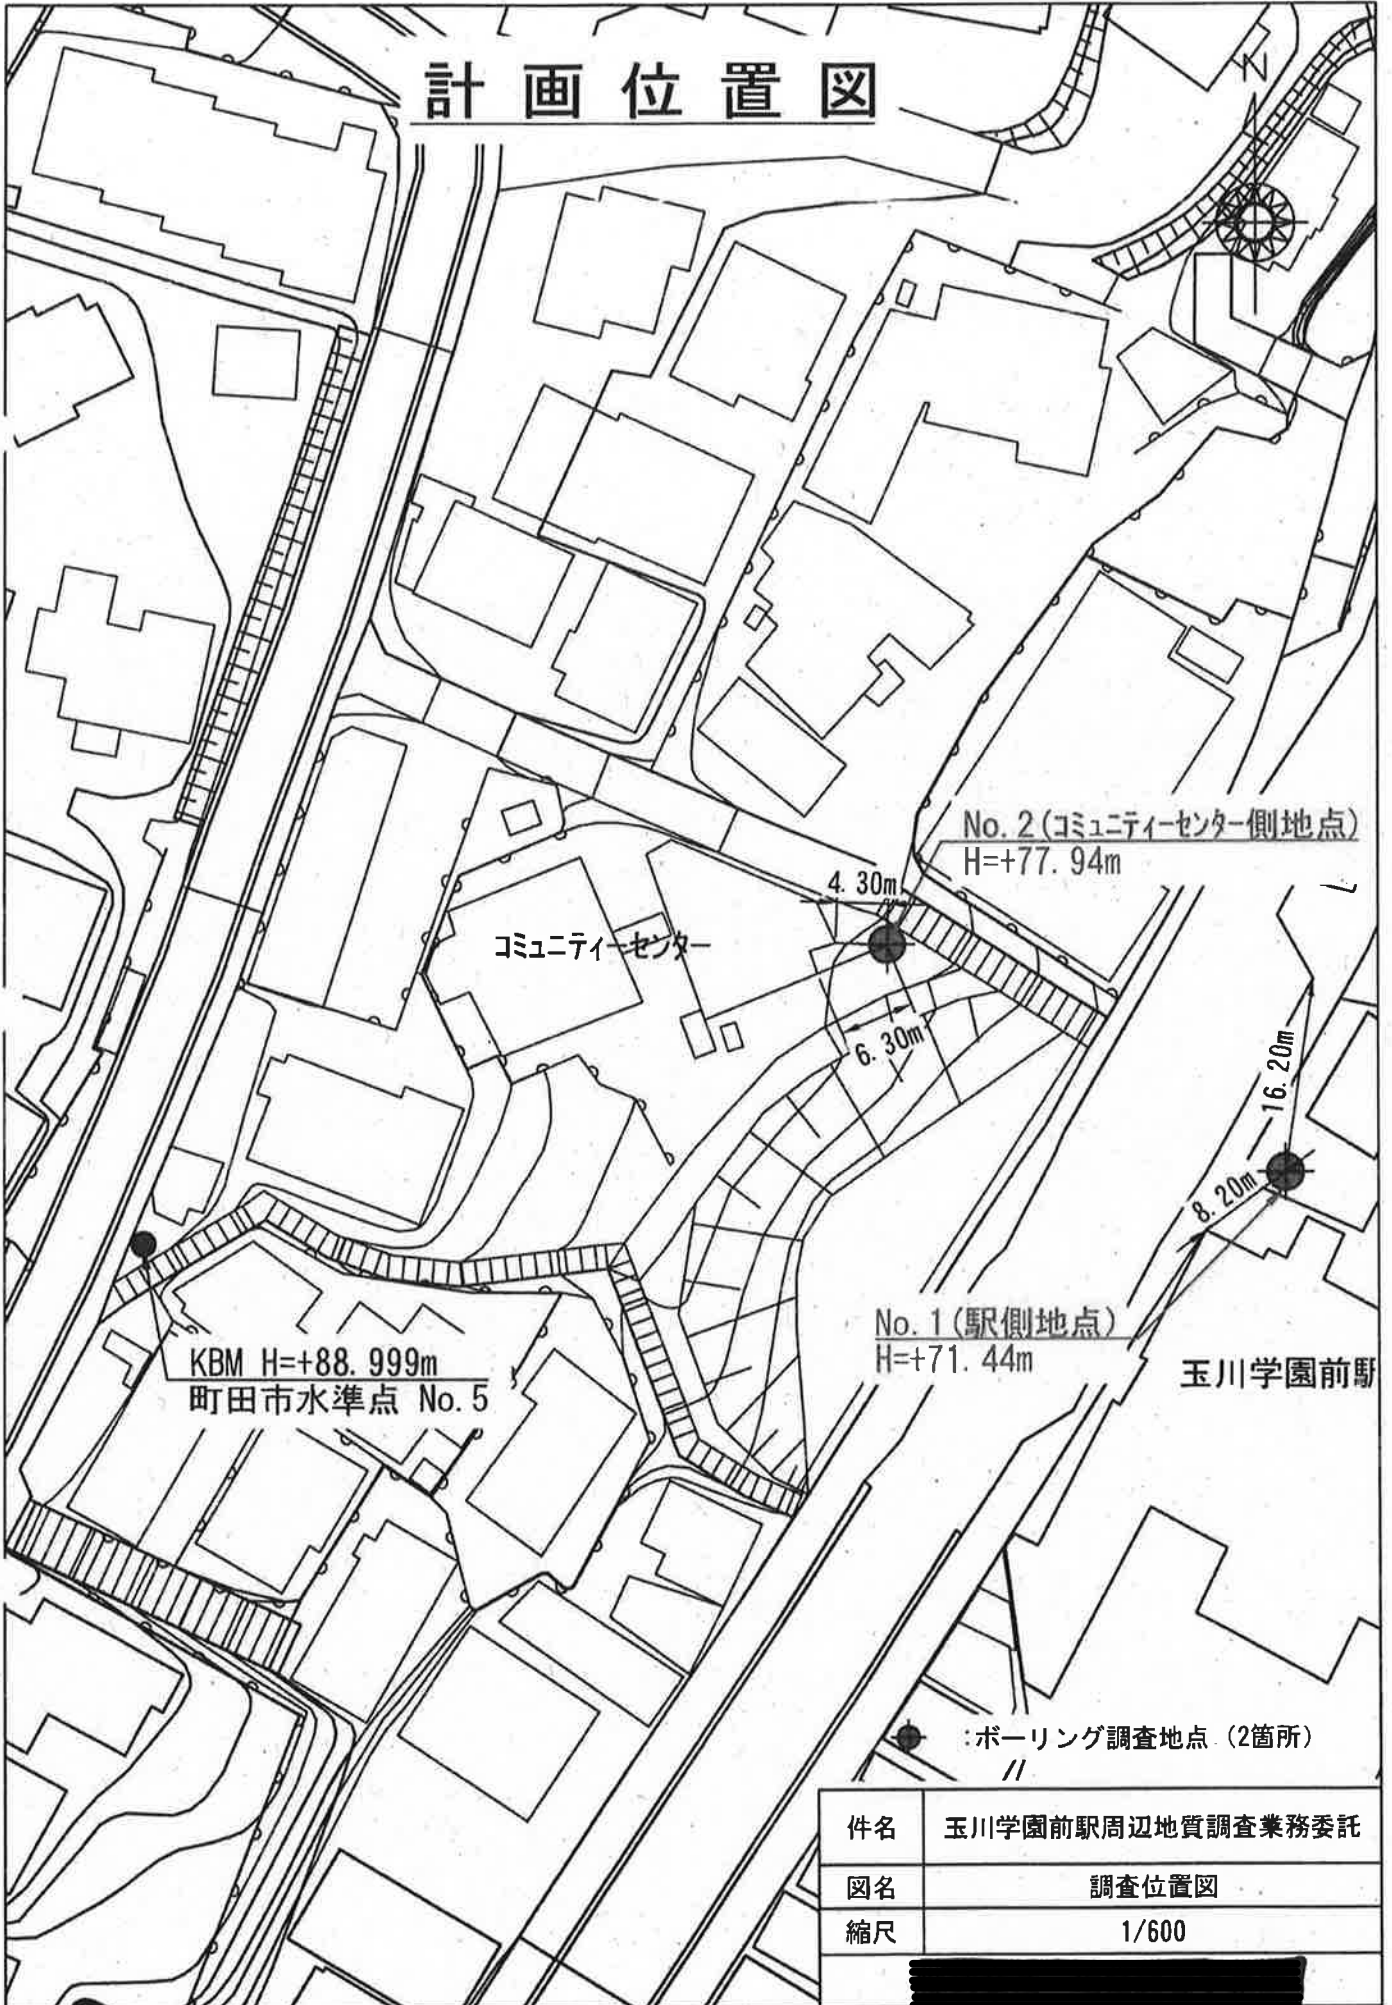 計画位置図
N
No. 2 (コミュニティーセンター側地点)
H=+77. 94m
4. 30m
コミュニティーセンター
6. 30m
16. 20m
8. 20m
No. 1 (駅側地点)
H=+71. 44m
KBM H=+88. 999m
町田市水準点 No. 5
玉川学園前駅
:ボーリング調査地点 (2箇所)
件名 玉川学園前駅周辺地質調査業務委託
図名 調査位置図
縮尺 1/600